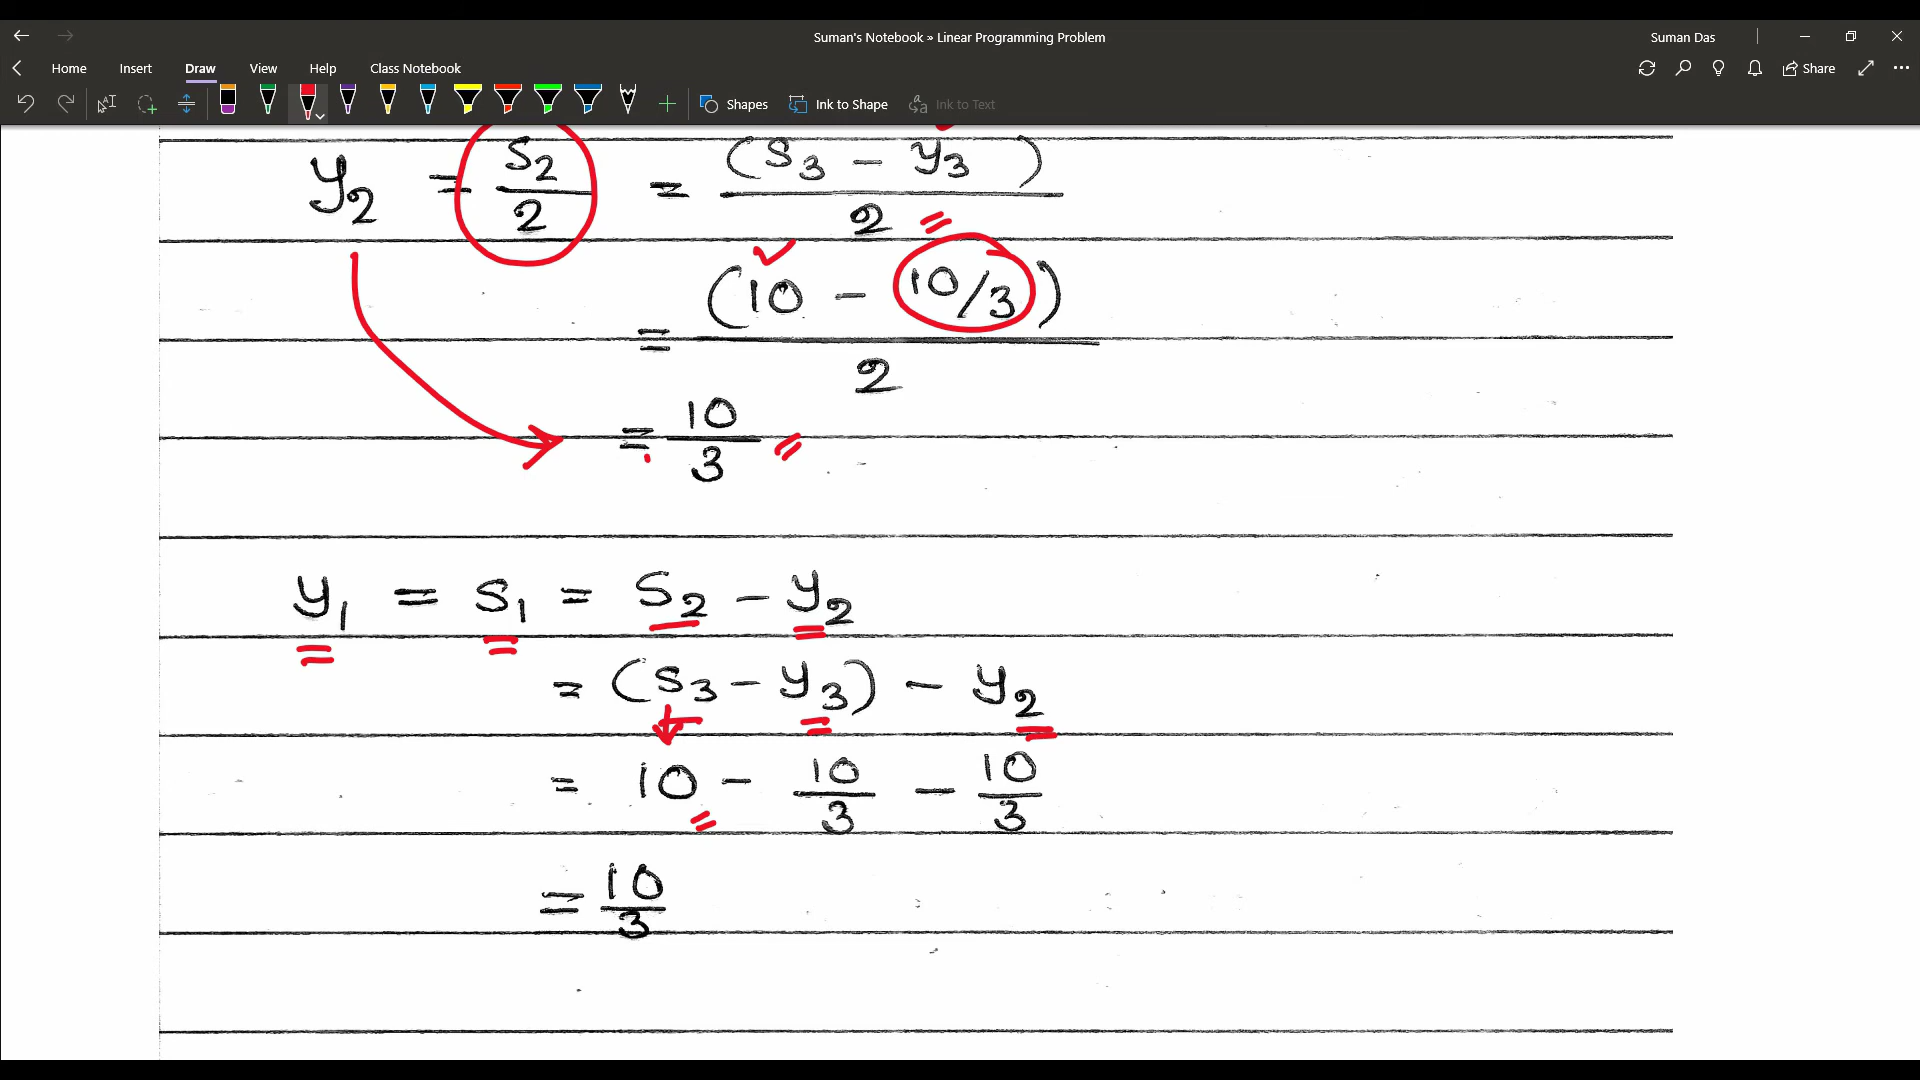 Suman's Notebook » Linear Programming Problem
Suman Das
Home Insert Draw View Help Class Notebook
Share
Shapes Ink to Shape Ink to Text
y₂ = s₂/2 = (s₃ - y₃)/2
= (10 - 10/3)/2
= 10/3
y₁ = s₁ = s₂ - y₂
= (s₃ - y₃) - y₂
= 10 - 10/3 - 10/3
= 10/3